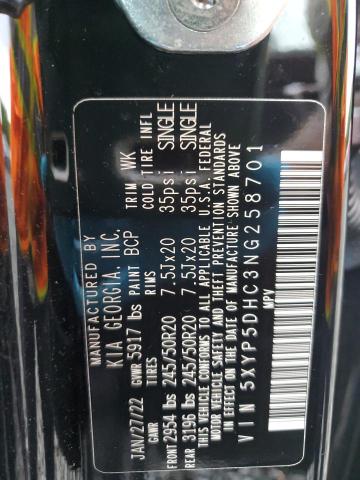 MANUFACTURED BY
KIA GEORGIA, INC.
JAN/27/22 GVWR 5917 lbs PAINT BCP TRIM WK
GAWR TIRES RIMS COLD TIRE INFL
FRONT 2954 lbs 245/50R20 7.5Jx20 35psi SINGLE
REAR 3196 lbs 245/50R20 7.5Jx20 35psi SINGLE
THIS VEHICLE CONFORMS TO ALL APPLICABLE U.S.A. FEDERAL
MOTOR VEHICLE SAFETY AND THEFT PREVENTION STANDARDS
IN EFFECT ON THE DATE OF MANUFACTURE SHOWN ABOVE
VIN 5XYP5DHC3NG258701
MPV